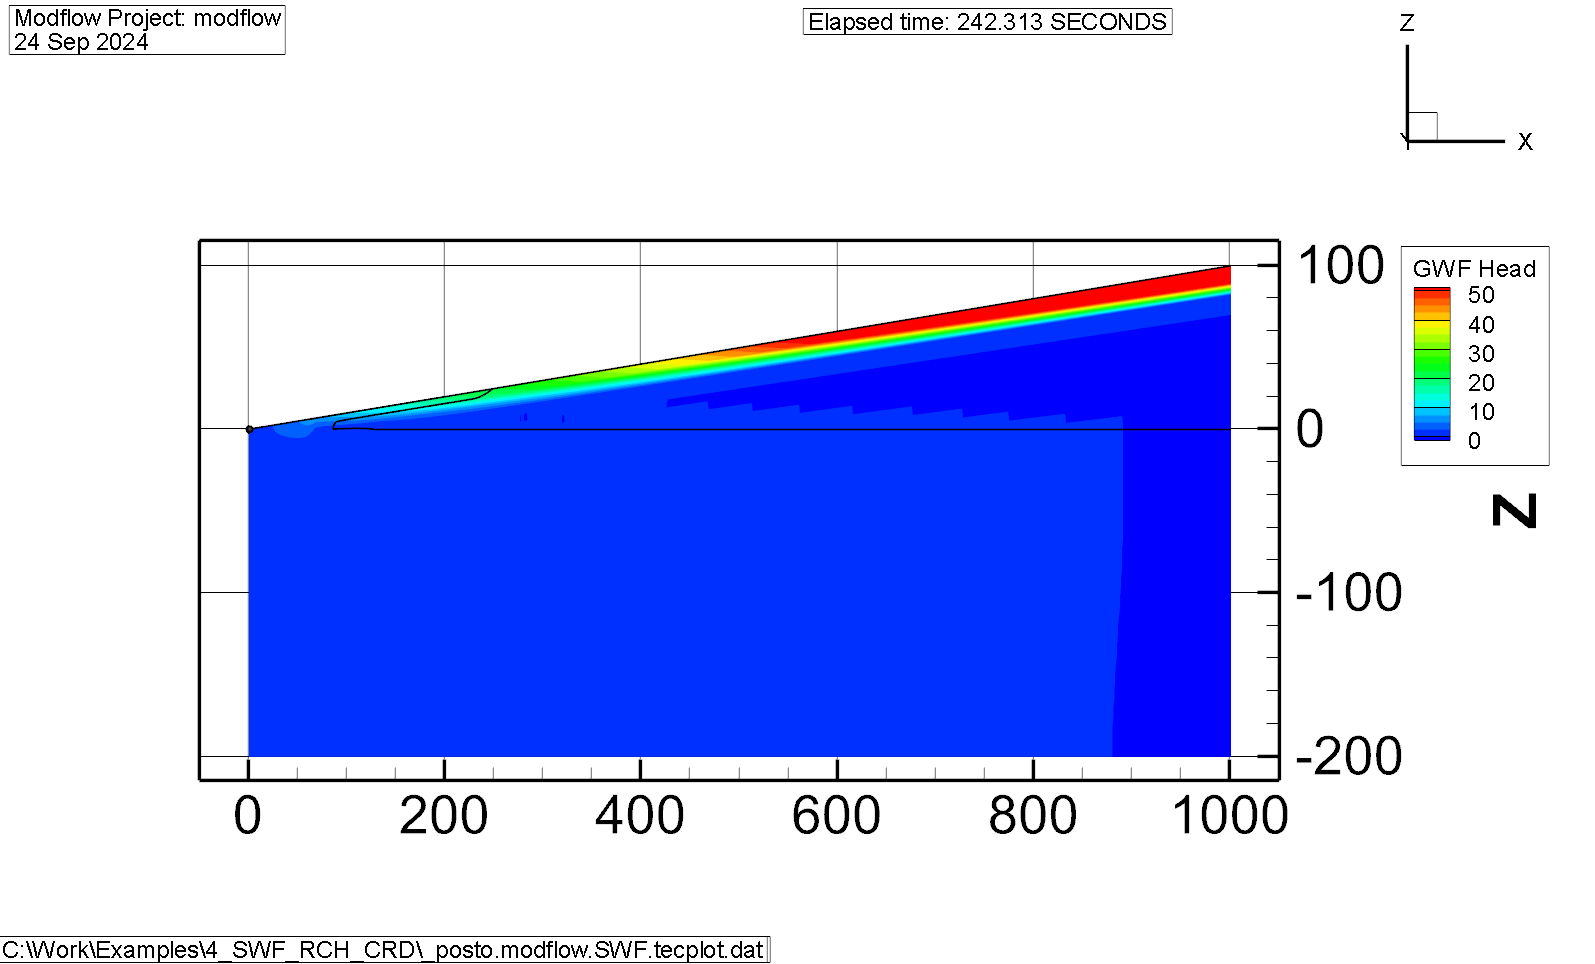 Modflow Project: modflow
24 Sep 2024
Elapsed time: 242.313 SECONDS
Z
X
Y
100
0
-100
-200
GWF Head
50
40
30
20
10
0
Z
0
200
400
600
800
1000
C:\Work\Examples\4_SWF_RCH_CRD\_posto.modflow.SWF.tecplot.dat